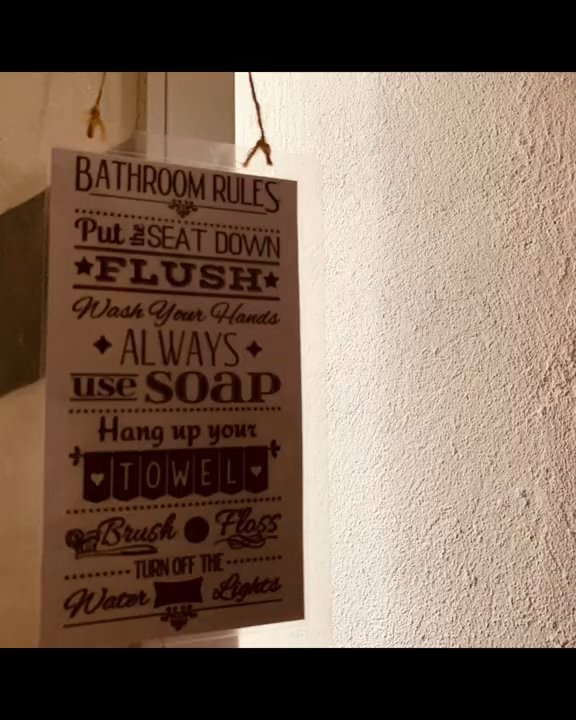 BATHROOM RULES
Put the SEAT DOWN
FLUSH
Wash Your Hands
ALWAYS
use SOAP
Hang up your
TOWEL
Brush Floss
TURN OFF THE
Water Lights